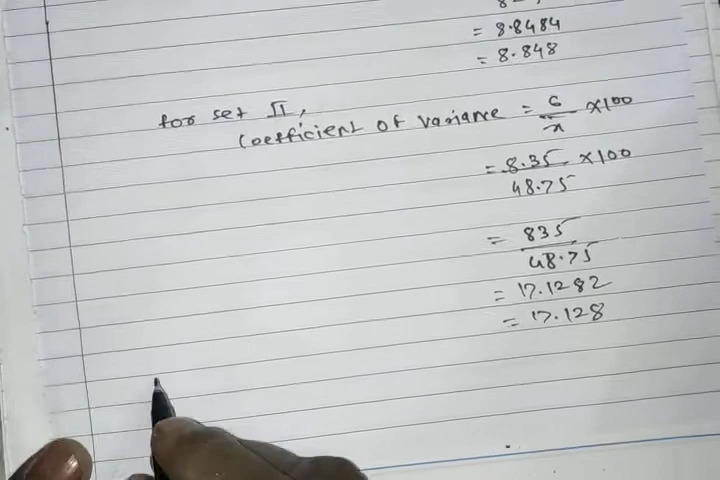 = 8.8484
= 8.848
for set II,
Coefficient of variance = σ/x̄ ×100
= 8.35/48.75 ×100
= 835/48.75
= 17.1282
= 17.128